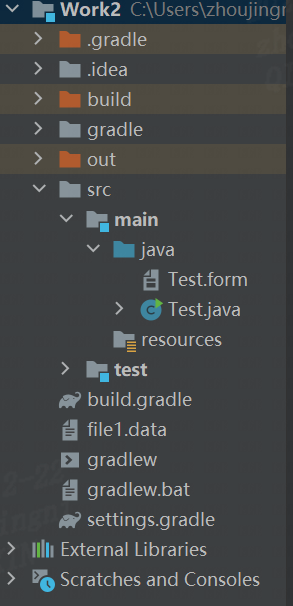 Work2 C:\Users\zhoujingr
.gradle
.idea
build
gradle
out
src
main
java
Test.form
Test.java
resources
test
build.gradle
file1.data
gradlew
gradlew.bat
settings.gradle
External Libraries
Scratches and Consoles